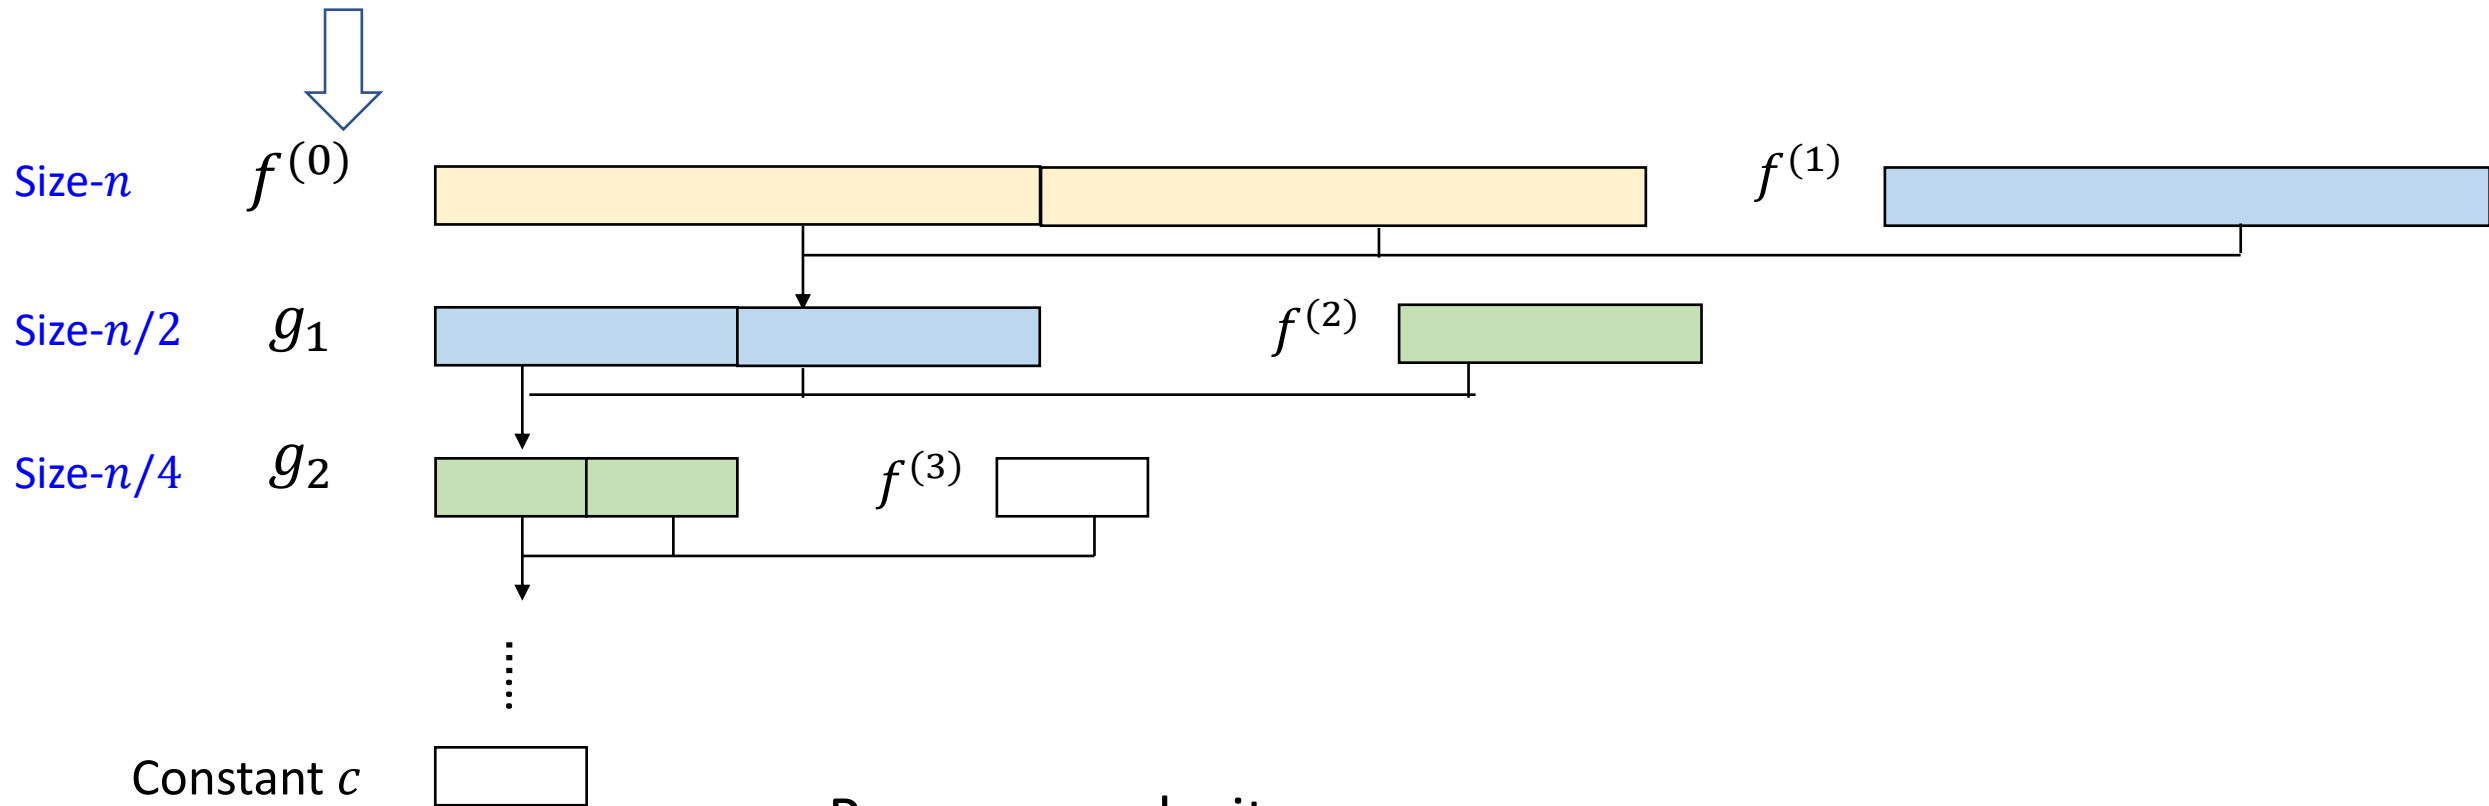 Size-n f^(0) f^(1)
Size-n/2 g_1 f^(2)
Size-n/4 g_2 f^(3)
Constant c